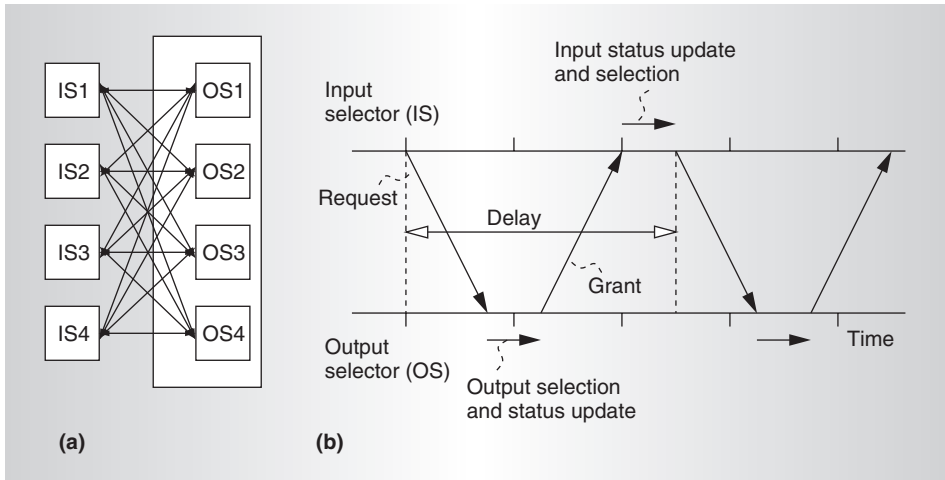 IS1
IS2
IS3
IS4
OS1
OS2
OS3
OS4
(a)
Input status update
and selection
Input
selector (IS)
Request
Delay
Grant
Output
selector (OS)
Time
Output selection
and status update
(b)